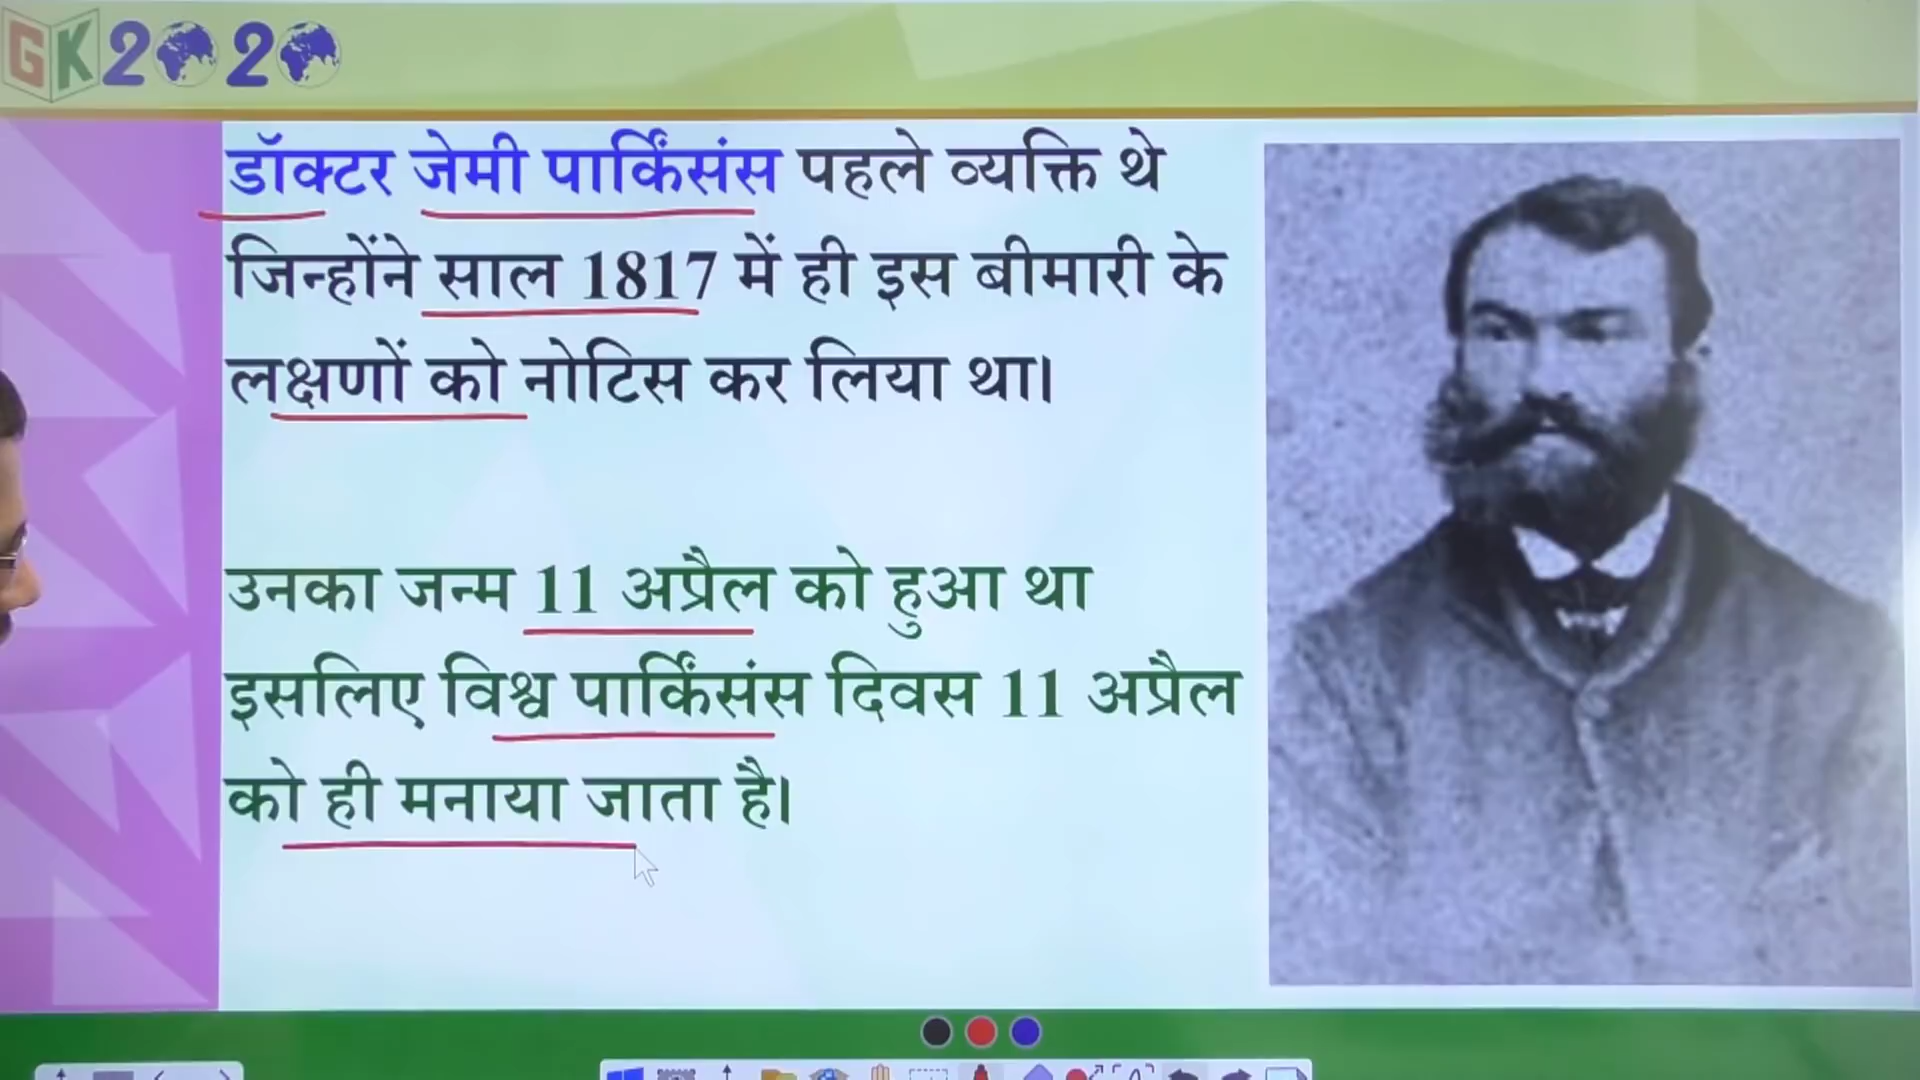 GK2020
डॉक्टर जेमी पार्किंसंस पहले व्यक्ति थे
जिन्होंने साल 1817 में ही इस बीमारी के
लक्षणों को नोटिस कर लिया था।
उनका जन्म 11 अप्रैल को हुआ था
इसलिए विश्व पार्किंसंस दिवस 11 अप्रैल
को ही मनाया जाता है।